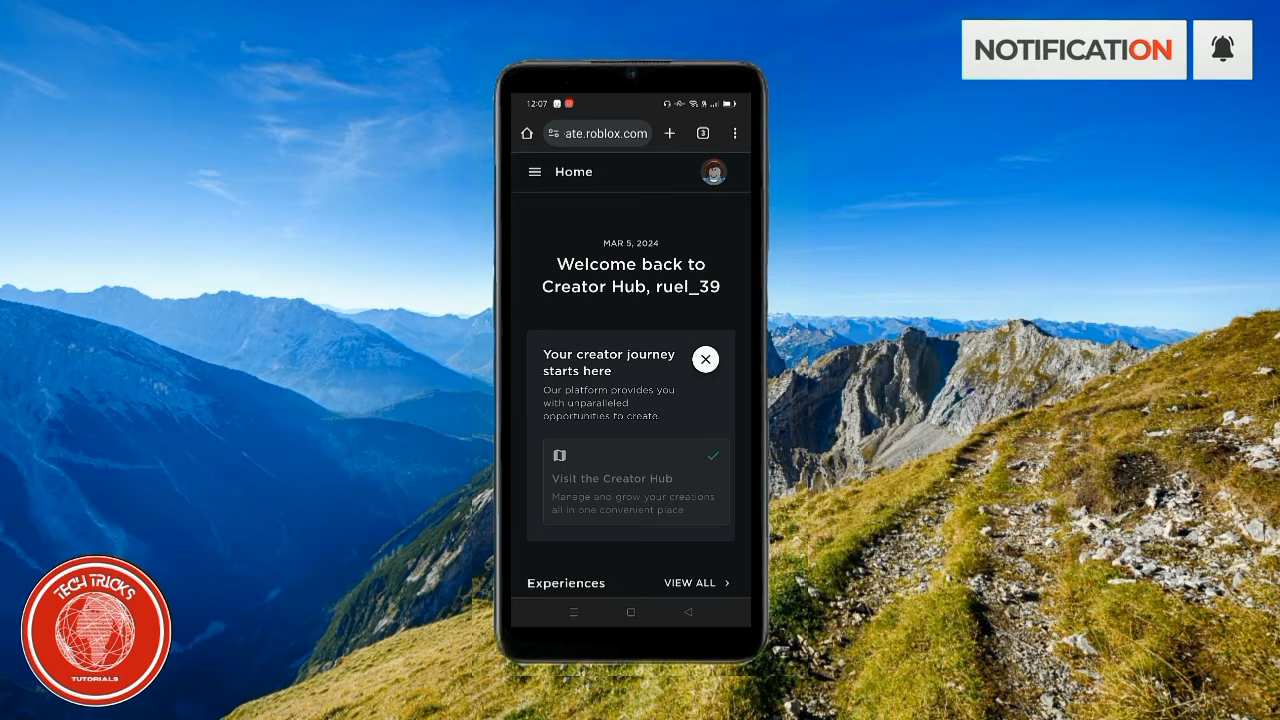 NOTIFICATION
12:07
ate.roblox.com
3
Home
MAR 5, 2024
Welcome back to
Creator Hub, ruel_39
Your creator journey
starts here
Our platform provides you
with unparalleled
opportunities to create.
Visit the Creator Hub
Manage and grow your creations
all in one convenient place
Experiences
VIEW ALL
TECH TRICKS
TUTORIALS